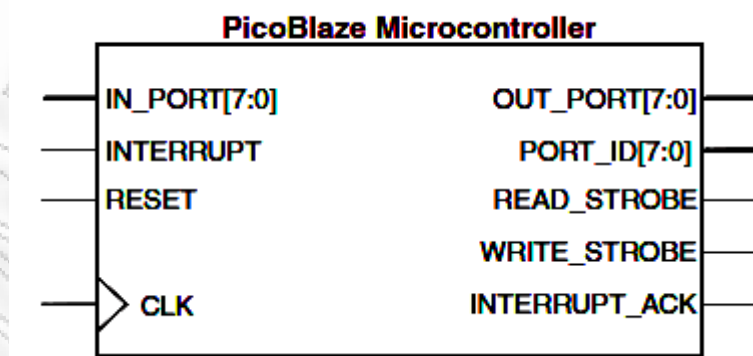 PicoBlaze Microcontroller
IN_PORT[7:0]
OUT_PORT[7:0]
INTERRUPT
PORT_ID[7:0]
RESET
READ_STROBE
WRITE_STROBE
CLK
INTERRUPT_ACK